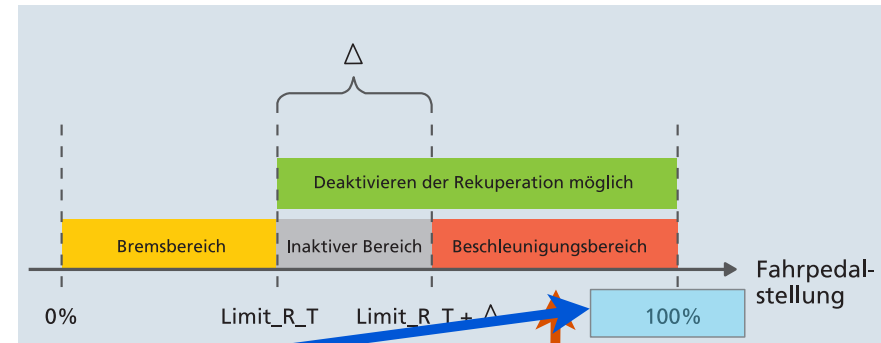 Δ
Deaktivieren der Rekuperation möglich
Bremsbereich Inaktiver Bereich Beschleunigungsbereich
Fahrpedal-
stellung
0% Limit_R_T Limit_R_T + Δ 100%